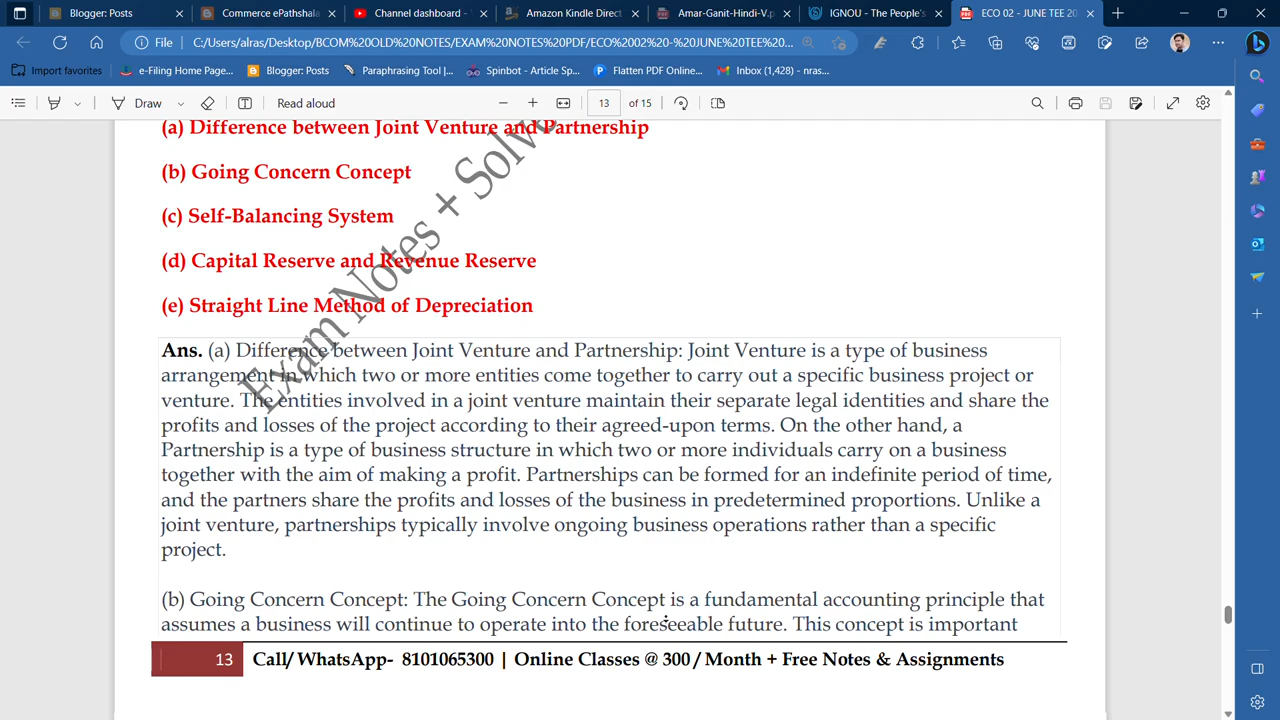 Blogger: Posts
Commerce ePathshala
Channel dashboard -
Amazon Kindle Direct
Amar-Ganit-Hindi-V.p
IGNOU - The People's
ECO 02 - JUNE TEE 20
File
C:/Users/alras/Desktop/BCOM%20OLD%20NOTES/EXAM%20NOTES%20PDF/ECO%2002%20-%20JUNE%20TEE%20...
Import favorites
e-Filing Home Page...
Blogger: Posts
Paraphrasing Tool |...
Spinbot - Article Sp...
Flatten PDF Online...
Inbox (1,428) - nras...
Draw
Read aloud
13
of 15
(a) Difference between Joint Venture and Partnership
(b) Going Concern Concept
(c) Self-Balancing System
(d) Capital Reserve and Revenue Reserve
(e) Straight Line Method of Depreciation
Exam Notes + Solve
Ans. (a) Difference between Joint Venture and Partnership: Joint Venture is a type of business
arrangement in which two or more entities come together to carry out a specific business project or
venture. The entities involved in a joint venture maintain their separate legal identities and share the
profits and losses of the project according to their agreed-upon terms. On the other hand, a
Partnership is a type of business structure in which two or more individuals carry on a business
together with the aim of making a profit. Partnerships can be formed for an indefinite period of time,
and the partners share the profits and losses of the business in predetermined proportions. Unlike a
joint venture, partnerships typically involve ongoing business operations rather than a specific
project.
(b) Going Concern Concept: The Going Concern Concept is a fundamental accounting principle that
assumes a business will continue to operate into the foreseeable future. This concept is important
13
Call/WhatsApp- 8101065300 | Online Classes @ 300 / Month + Free Notes & Assignments